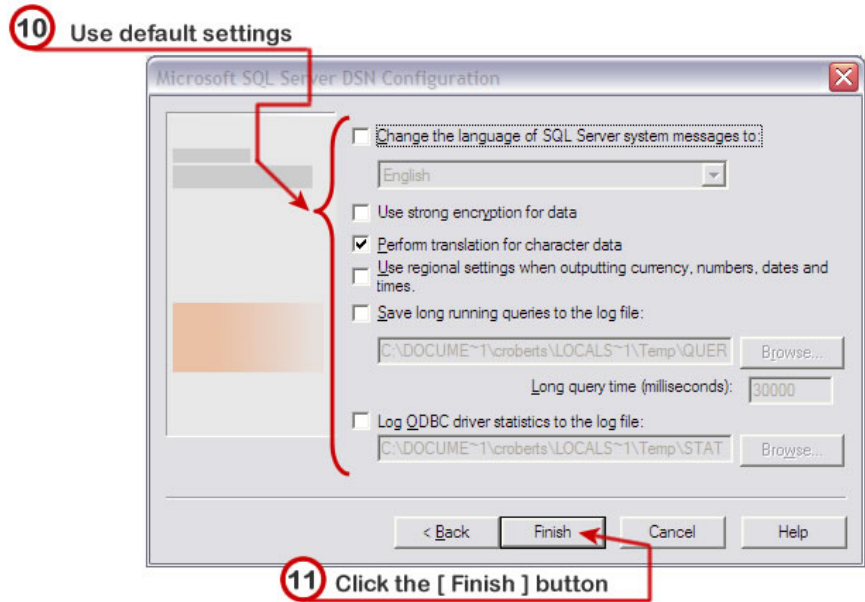 10 Use default settings
Microsoft SQL Server DSN Configuration
Change the language of SQL Server system messages to:
English
Use strong encryption for data
Perform translation for character data
Use regional settings when outputting currency, numbers, dates and
times.
Save long running queries to the log file:
C:\DOCUME~1\croberts\LOCALS~1\Temp\QUER
Browse...
Long query time (milliseconds): 30000
Log ODBC driver statistics to the log file:
C:\DOCUME~1\croberts\LOCALS~1\Temp\STAT
Browse...
< Back Finish Cancel Help
11 Click the [ Finish ] button